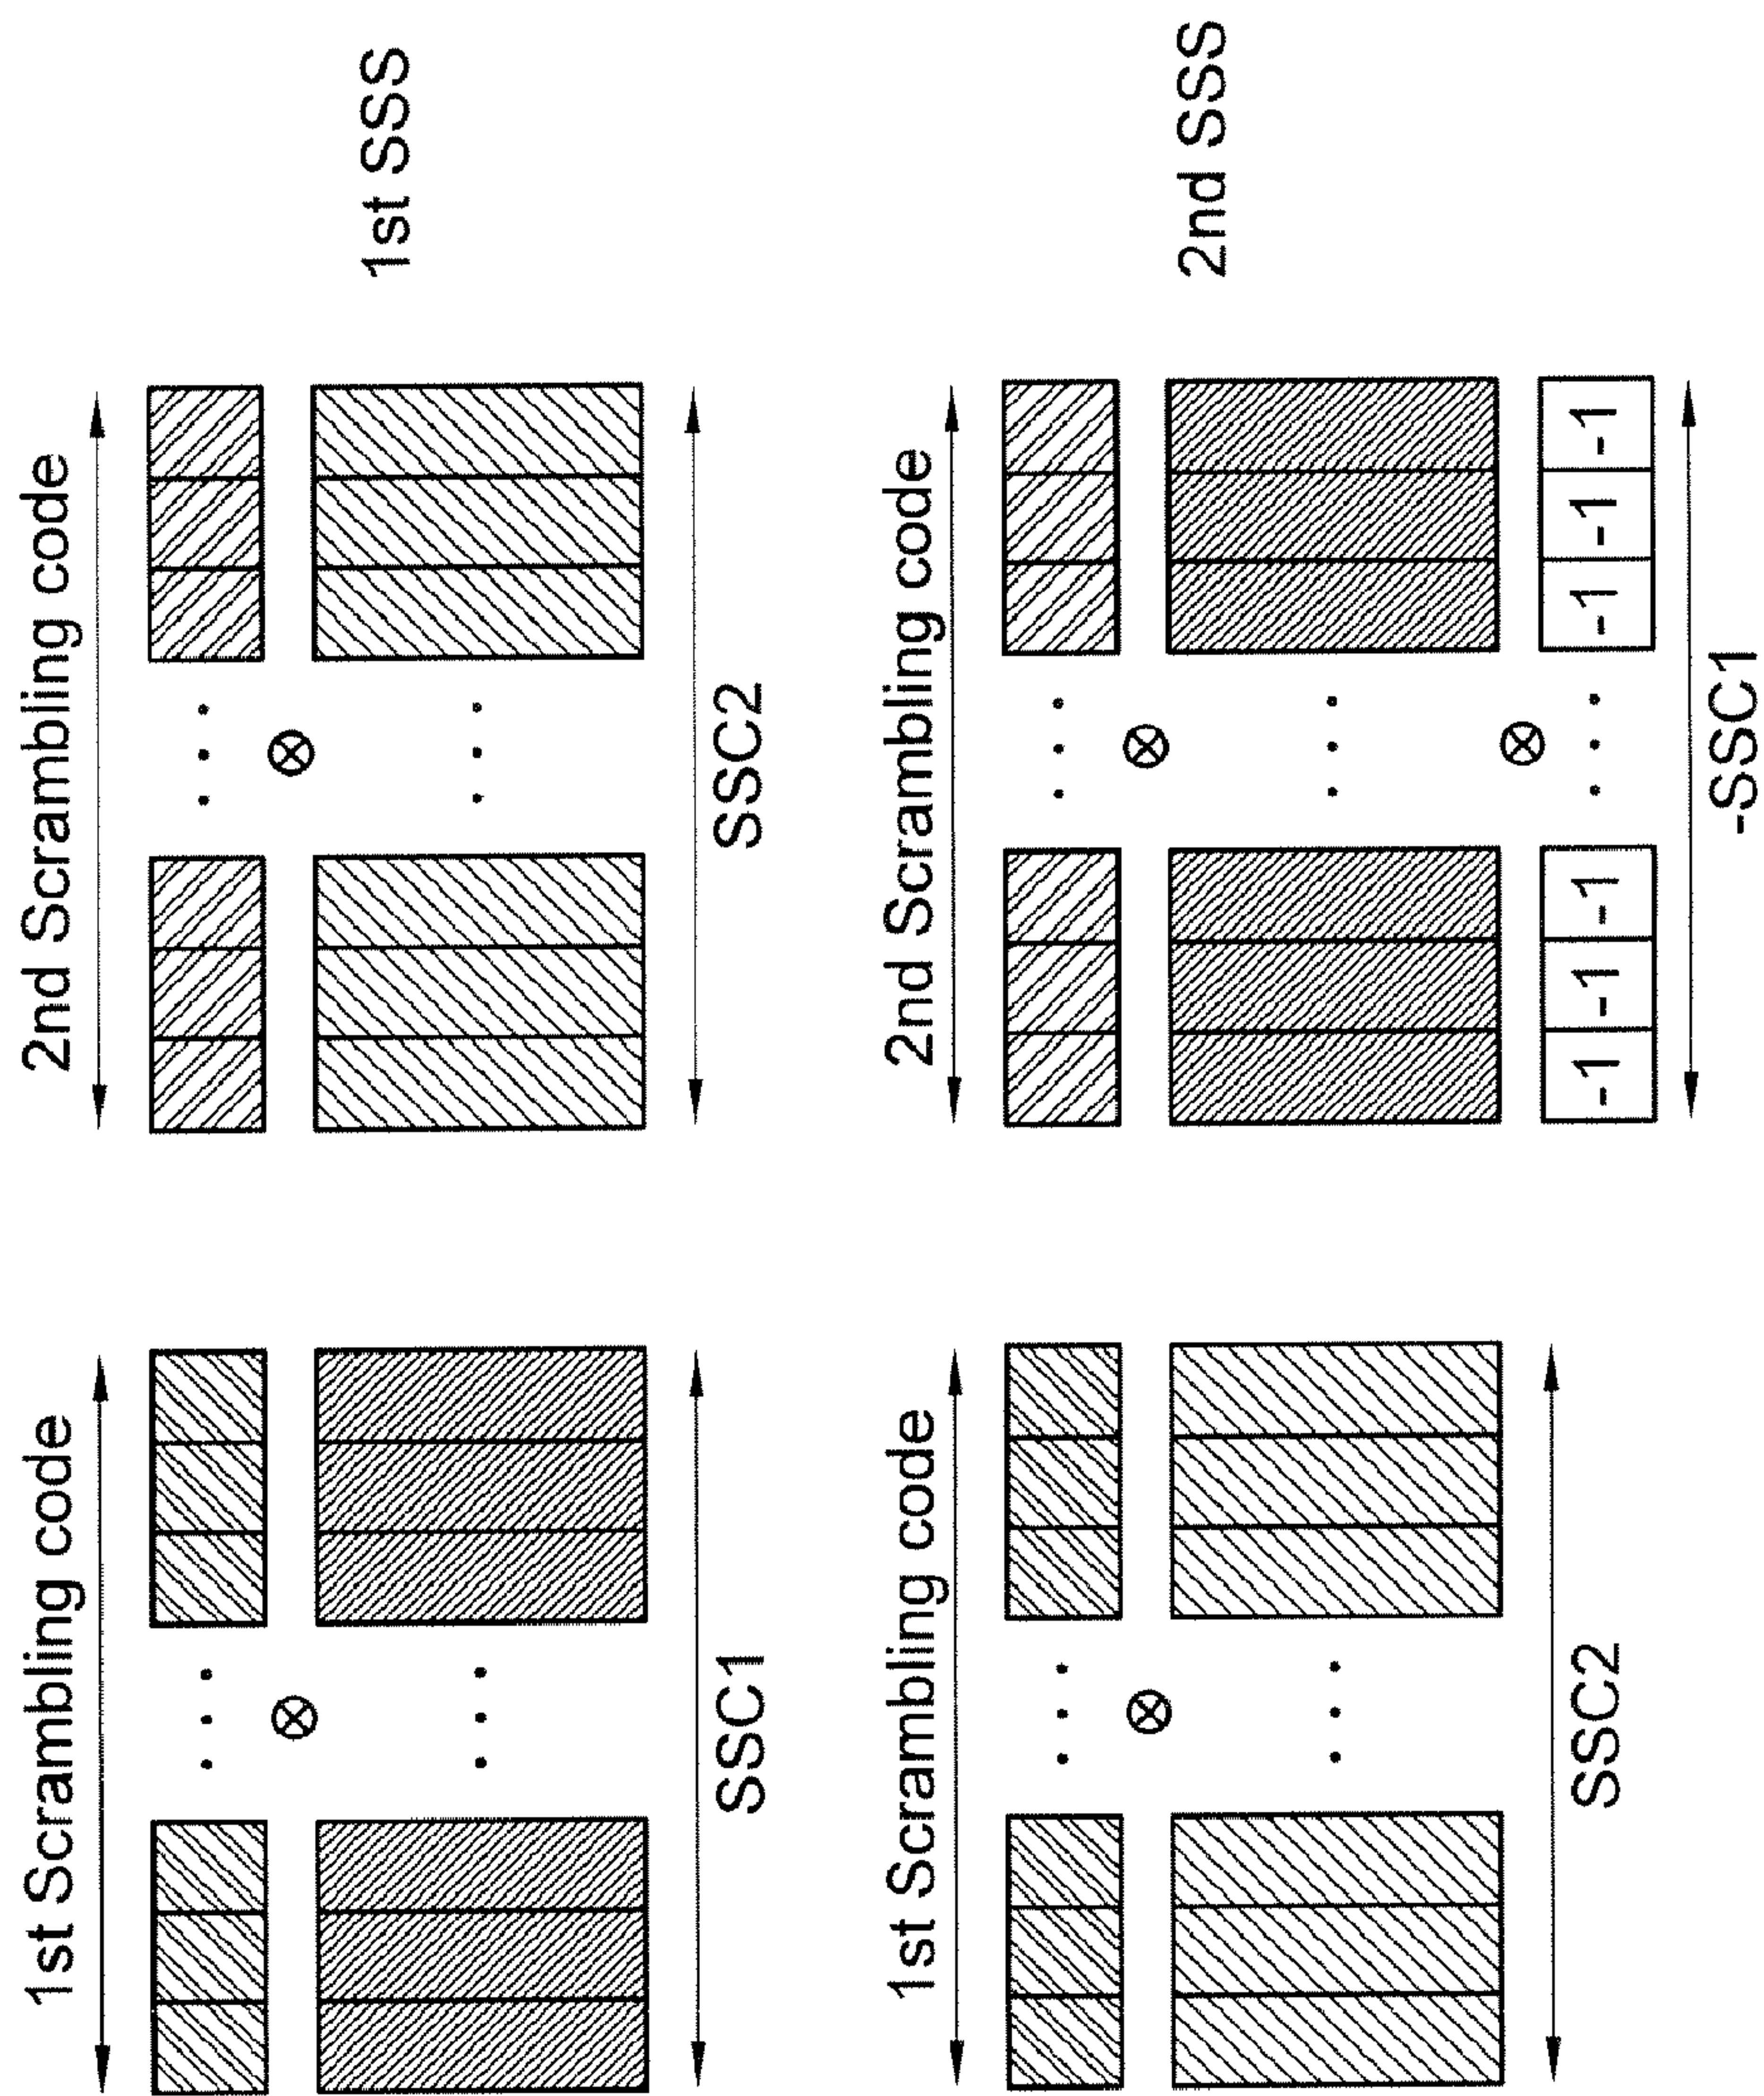 1st Scrambling code
2nd Scrambling code
SSC1
SSC2
1st SSS
1st Scrambling code
2nd Scrambling code
-1 -1 -1 -1 -1 -1
SSC2
-SSC1
2nd SSS